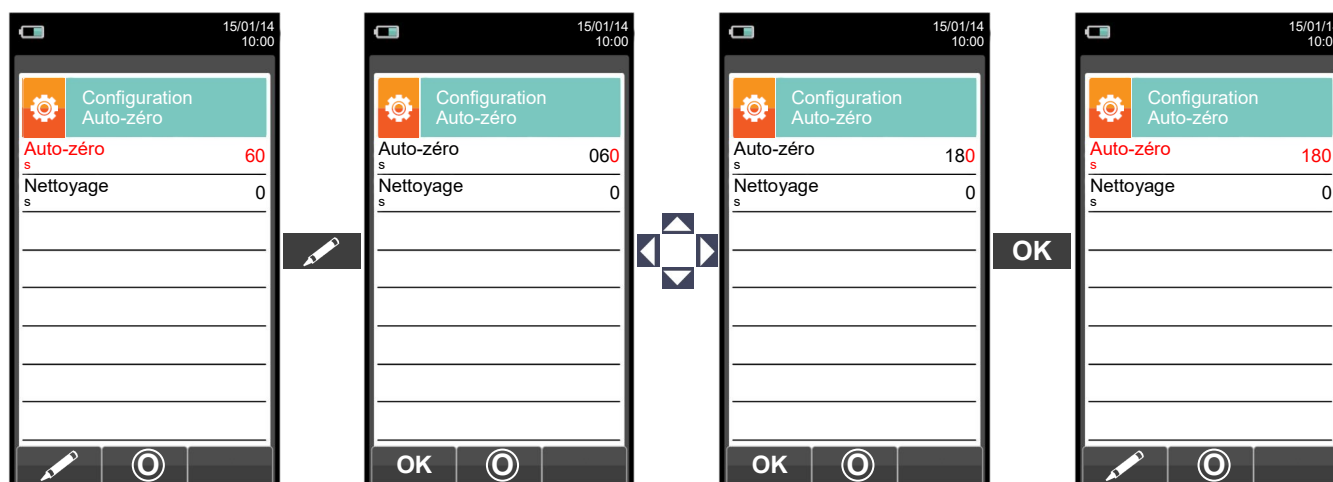 15/01/14
10:00
Configuration
Auto-zéro
Auto-zéro 60
s
Nettoyage 0
s
O
15/01/14
10:00
Configuration
Auto-zéro
Auto-zéro 060
s
Nettoyage 0
s
OK O
15/01/14
10:00
Configuration
Auto-zéro
Auto-zéro 180
s
Nettoyage 0
s
OK O
OK
15/01/1
10:0
Configuration
Auto-zéro
Auto-zéro 180
s
Nettoyage 0
s
O